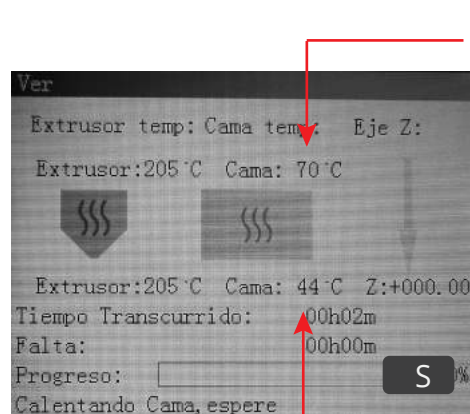 Ver
Extrusor temp: Cama temp: Eje Z:
Extrusor:205°C Cama: 70°C
Extrusor:205°C Cama: 44°C Z:+000.00
Tiempo Transcurrido: 00h02m
Falta: 00h00m
Progreso: %
Calentando Cama,espere
S